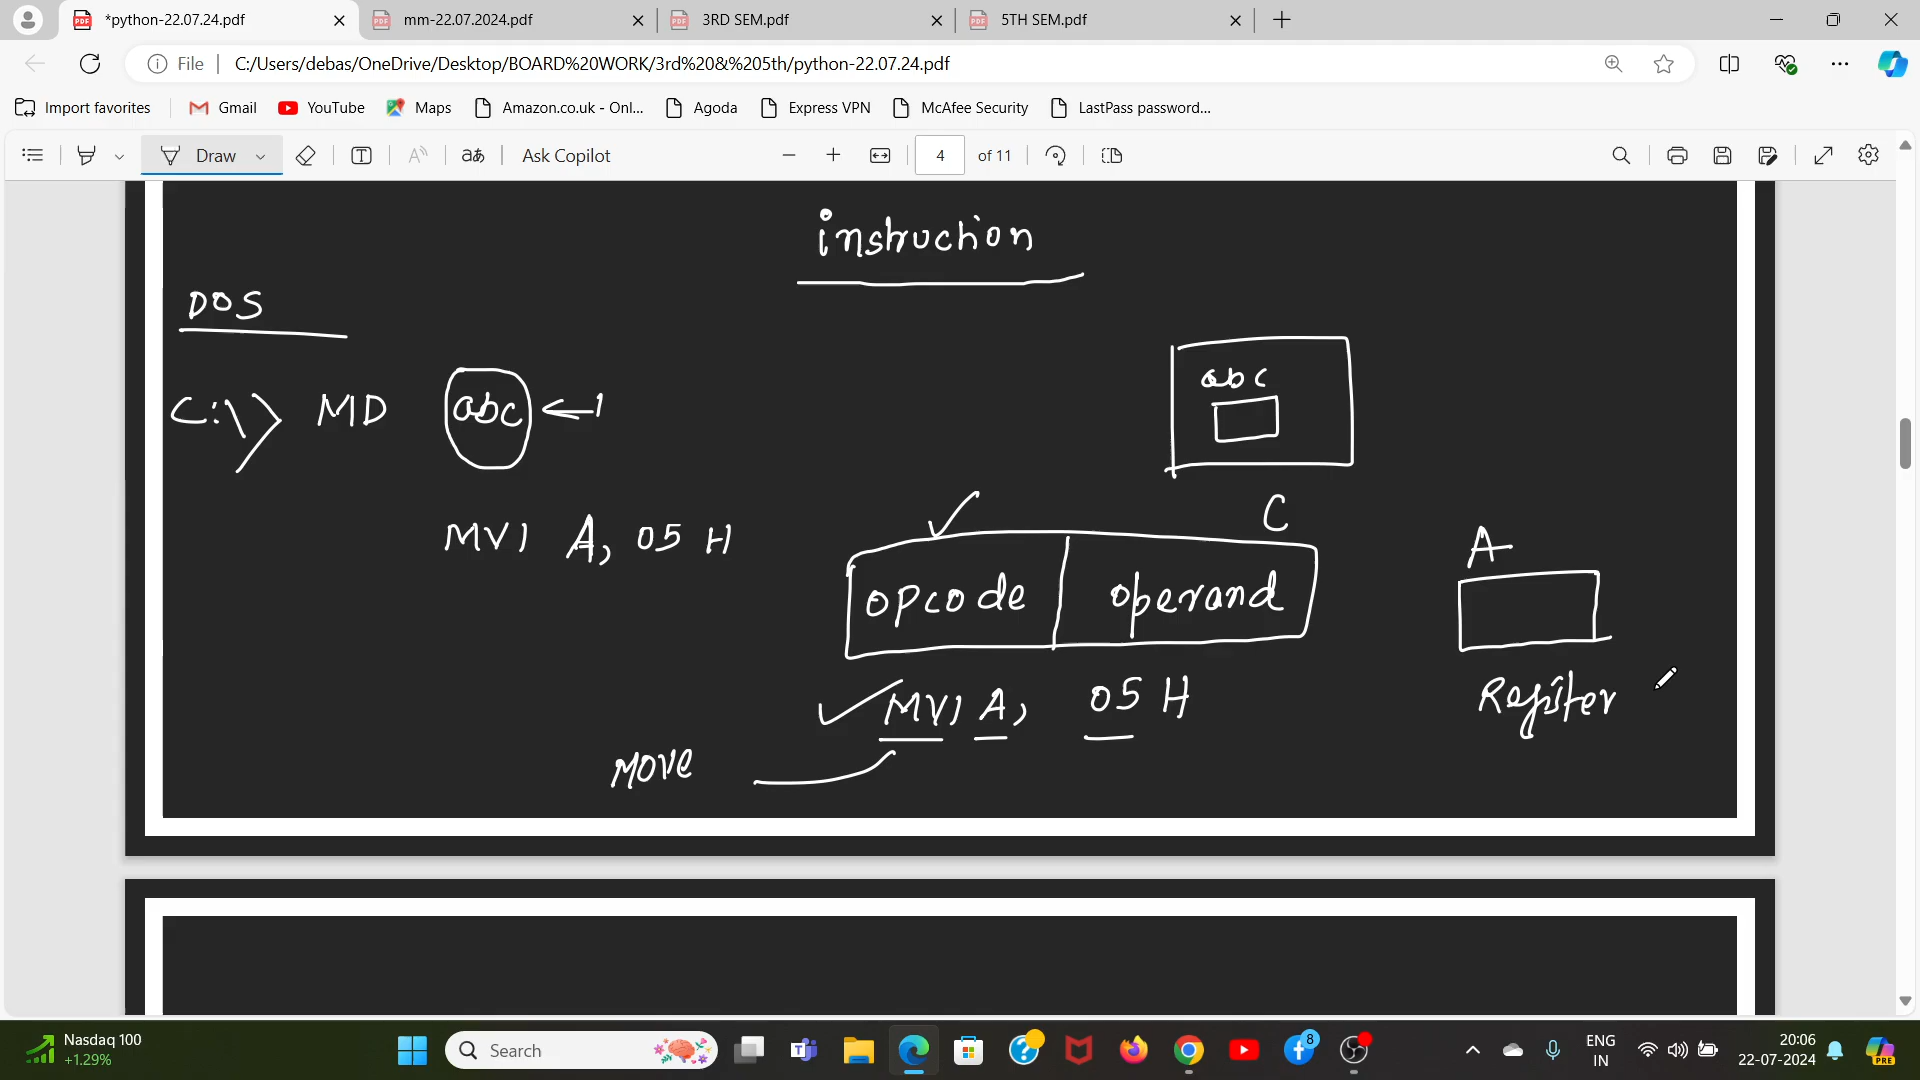 *python-22.07.24.pdf
mm-22.07.2024.pdf
3RD SEM.pdf
5TH SEM.pdf
File
C:/Users/debas/OneDrive/Desktop/BOARD%20WORK/3rd%20&%205th/python-22.07.24.pdf
Import favorites
Gmail
YouTube
Maps
Amazon.co.uk - Onl...
Agoda
Express VPN
McAfee Security
LastPass password...
Draw
aあ
Ask Copilot
4 of 11
instruction
DOS
C:\> MD abc
abc
MVI A, 05 H
C
opcode operand
A
MVI A, 05 H
Register
MOVE
Nasdaq 100
+1.29%
Search
8
ENG
IN
20:06
22-07-2024
PRE